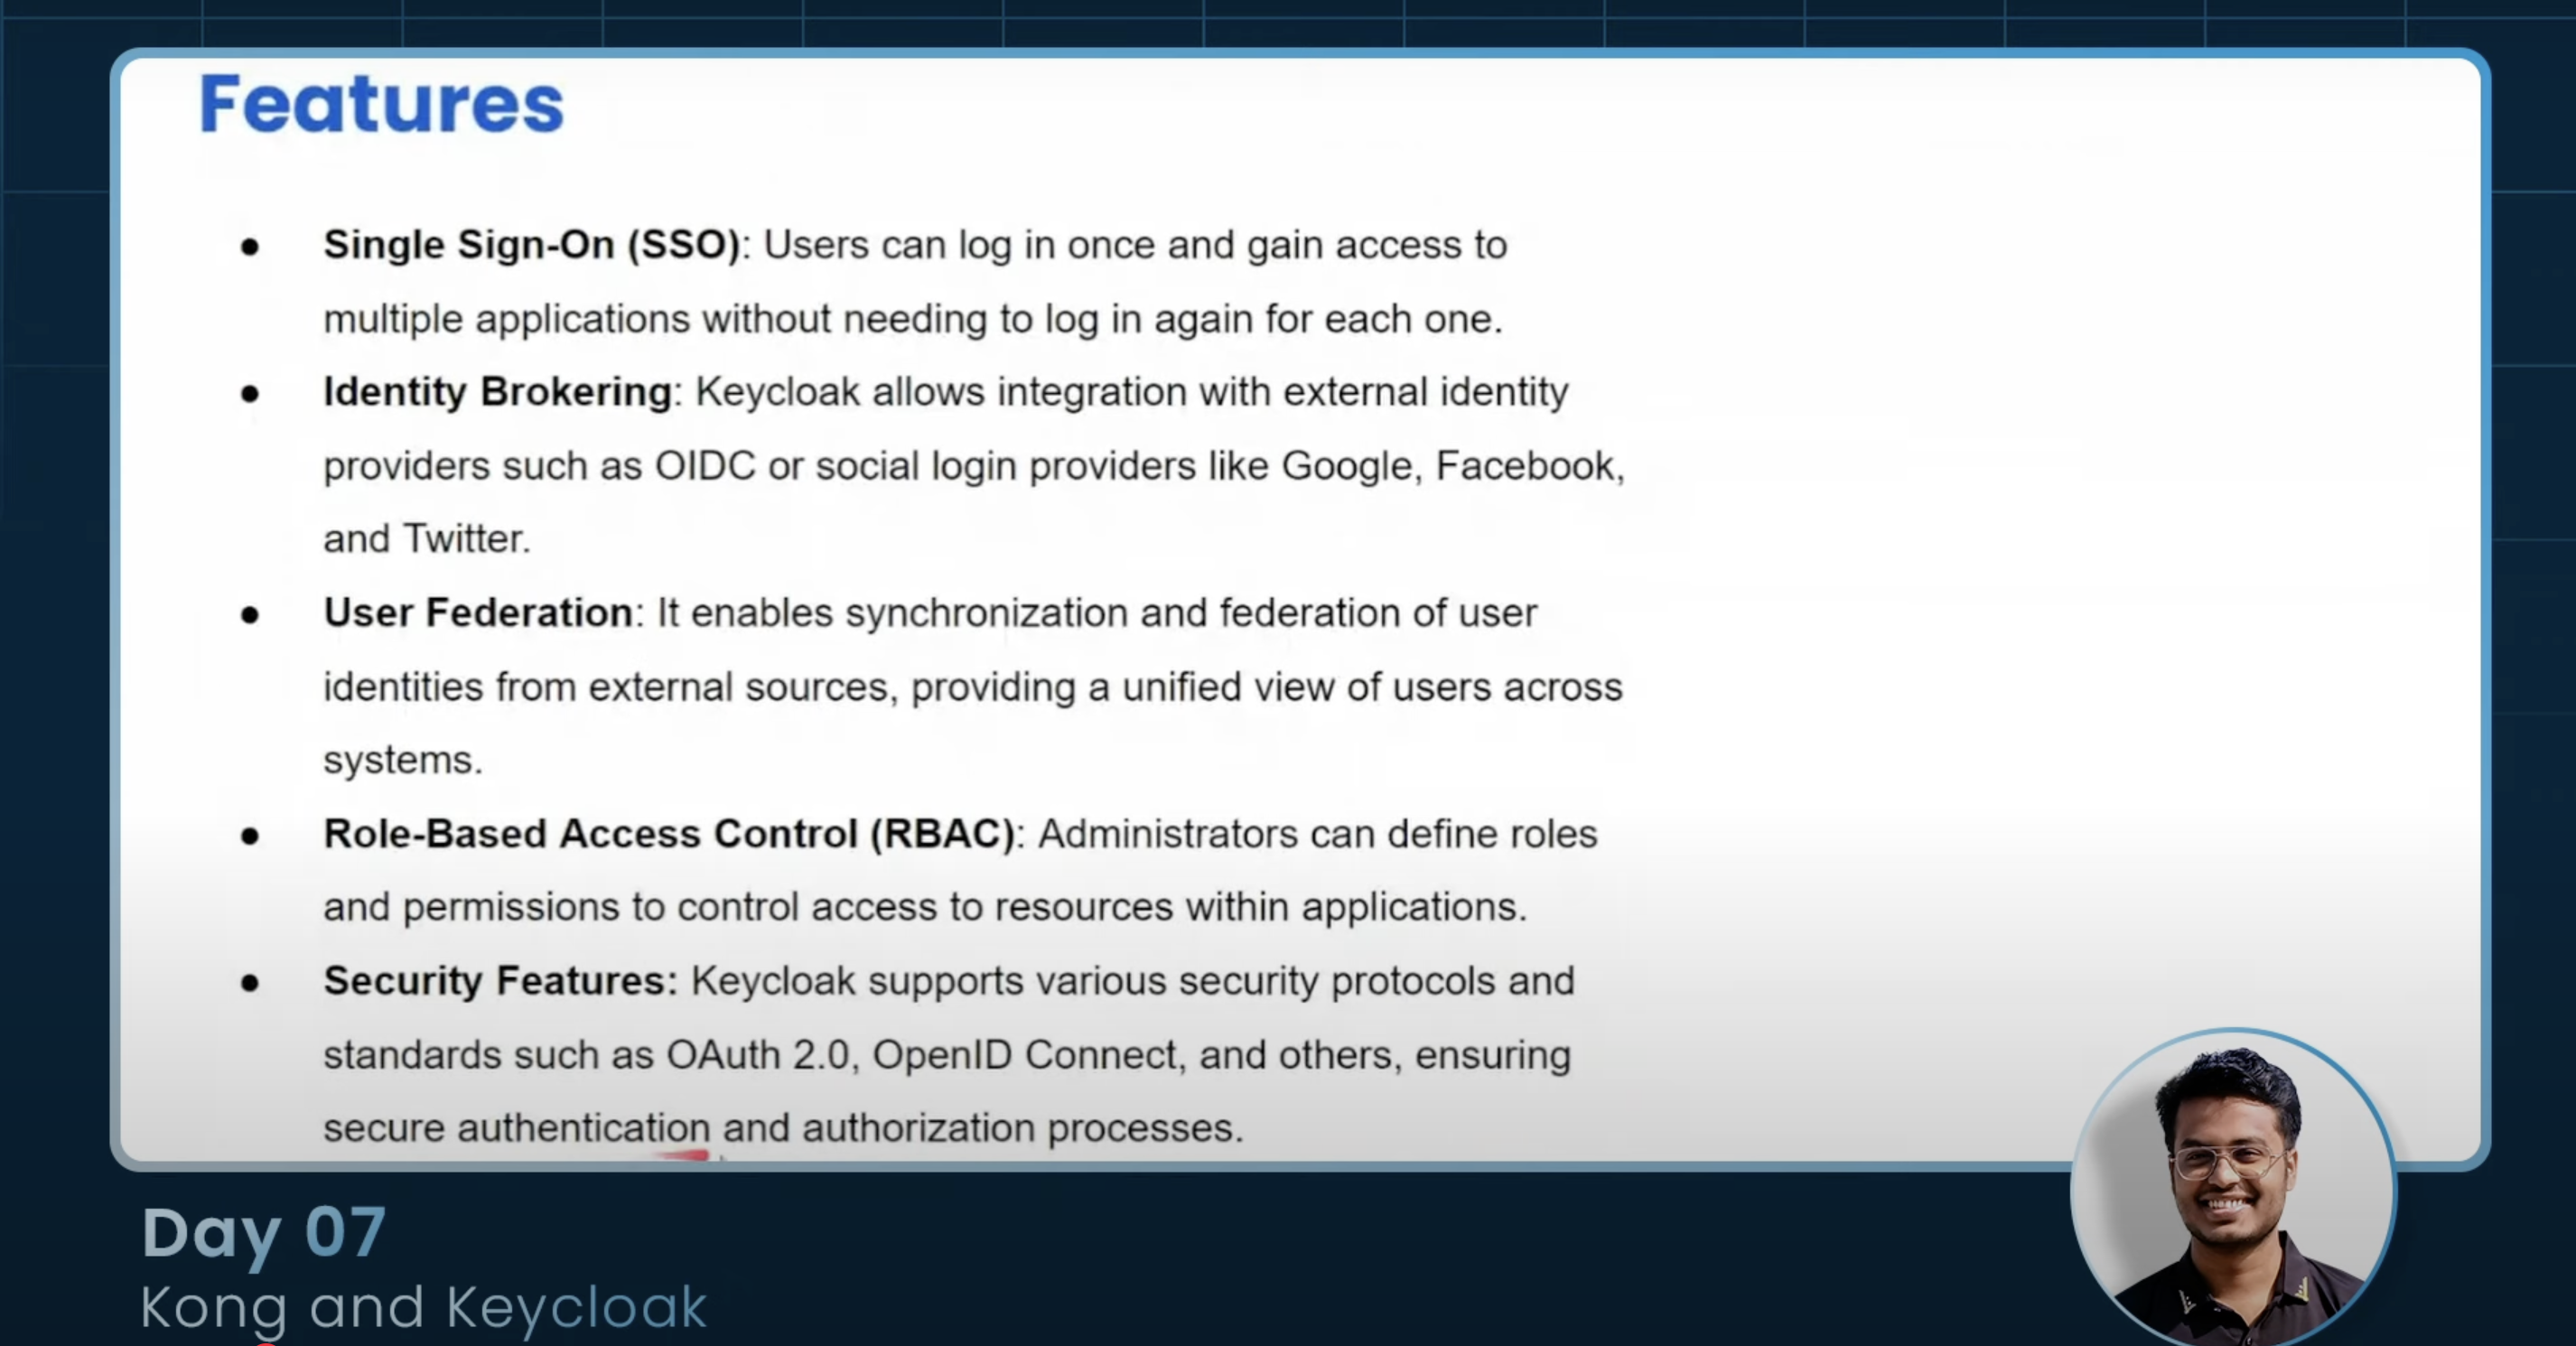 Features
● Single Sign-On (SSO): Users can log in once and gain access to
multiple applications without needing to log in again for each one.
● Identity Brokering: Keycloak allows integration with external identity
providers such as OIDC or social login providers like Google, Facebook,
and Twitter.
● User Federation: It enables synchronization and federation of user
identities from external sources, providing a unified view of users across
systems.
● Role-Based Access Control (RBAC): Administrators can define roles
and permissions to control access to resources within applications.
● Security Features: Keycloak supports various security protocols and
standards such as OAuth 2.0, OpenID Connect, and others, ensuring
secure authentication and authorization processes.
Day 07
Kong and Keycloak